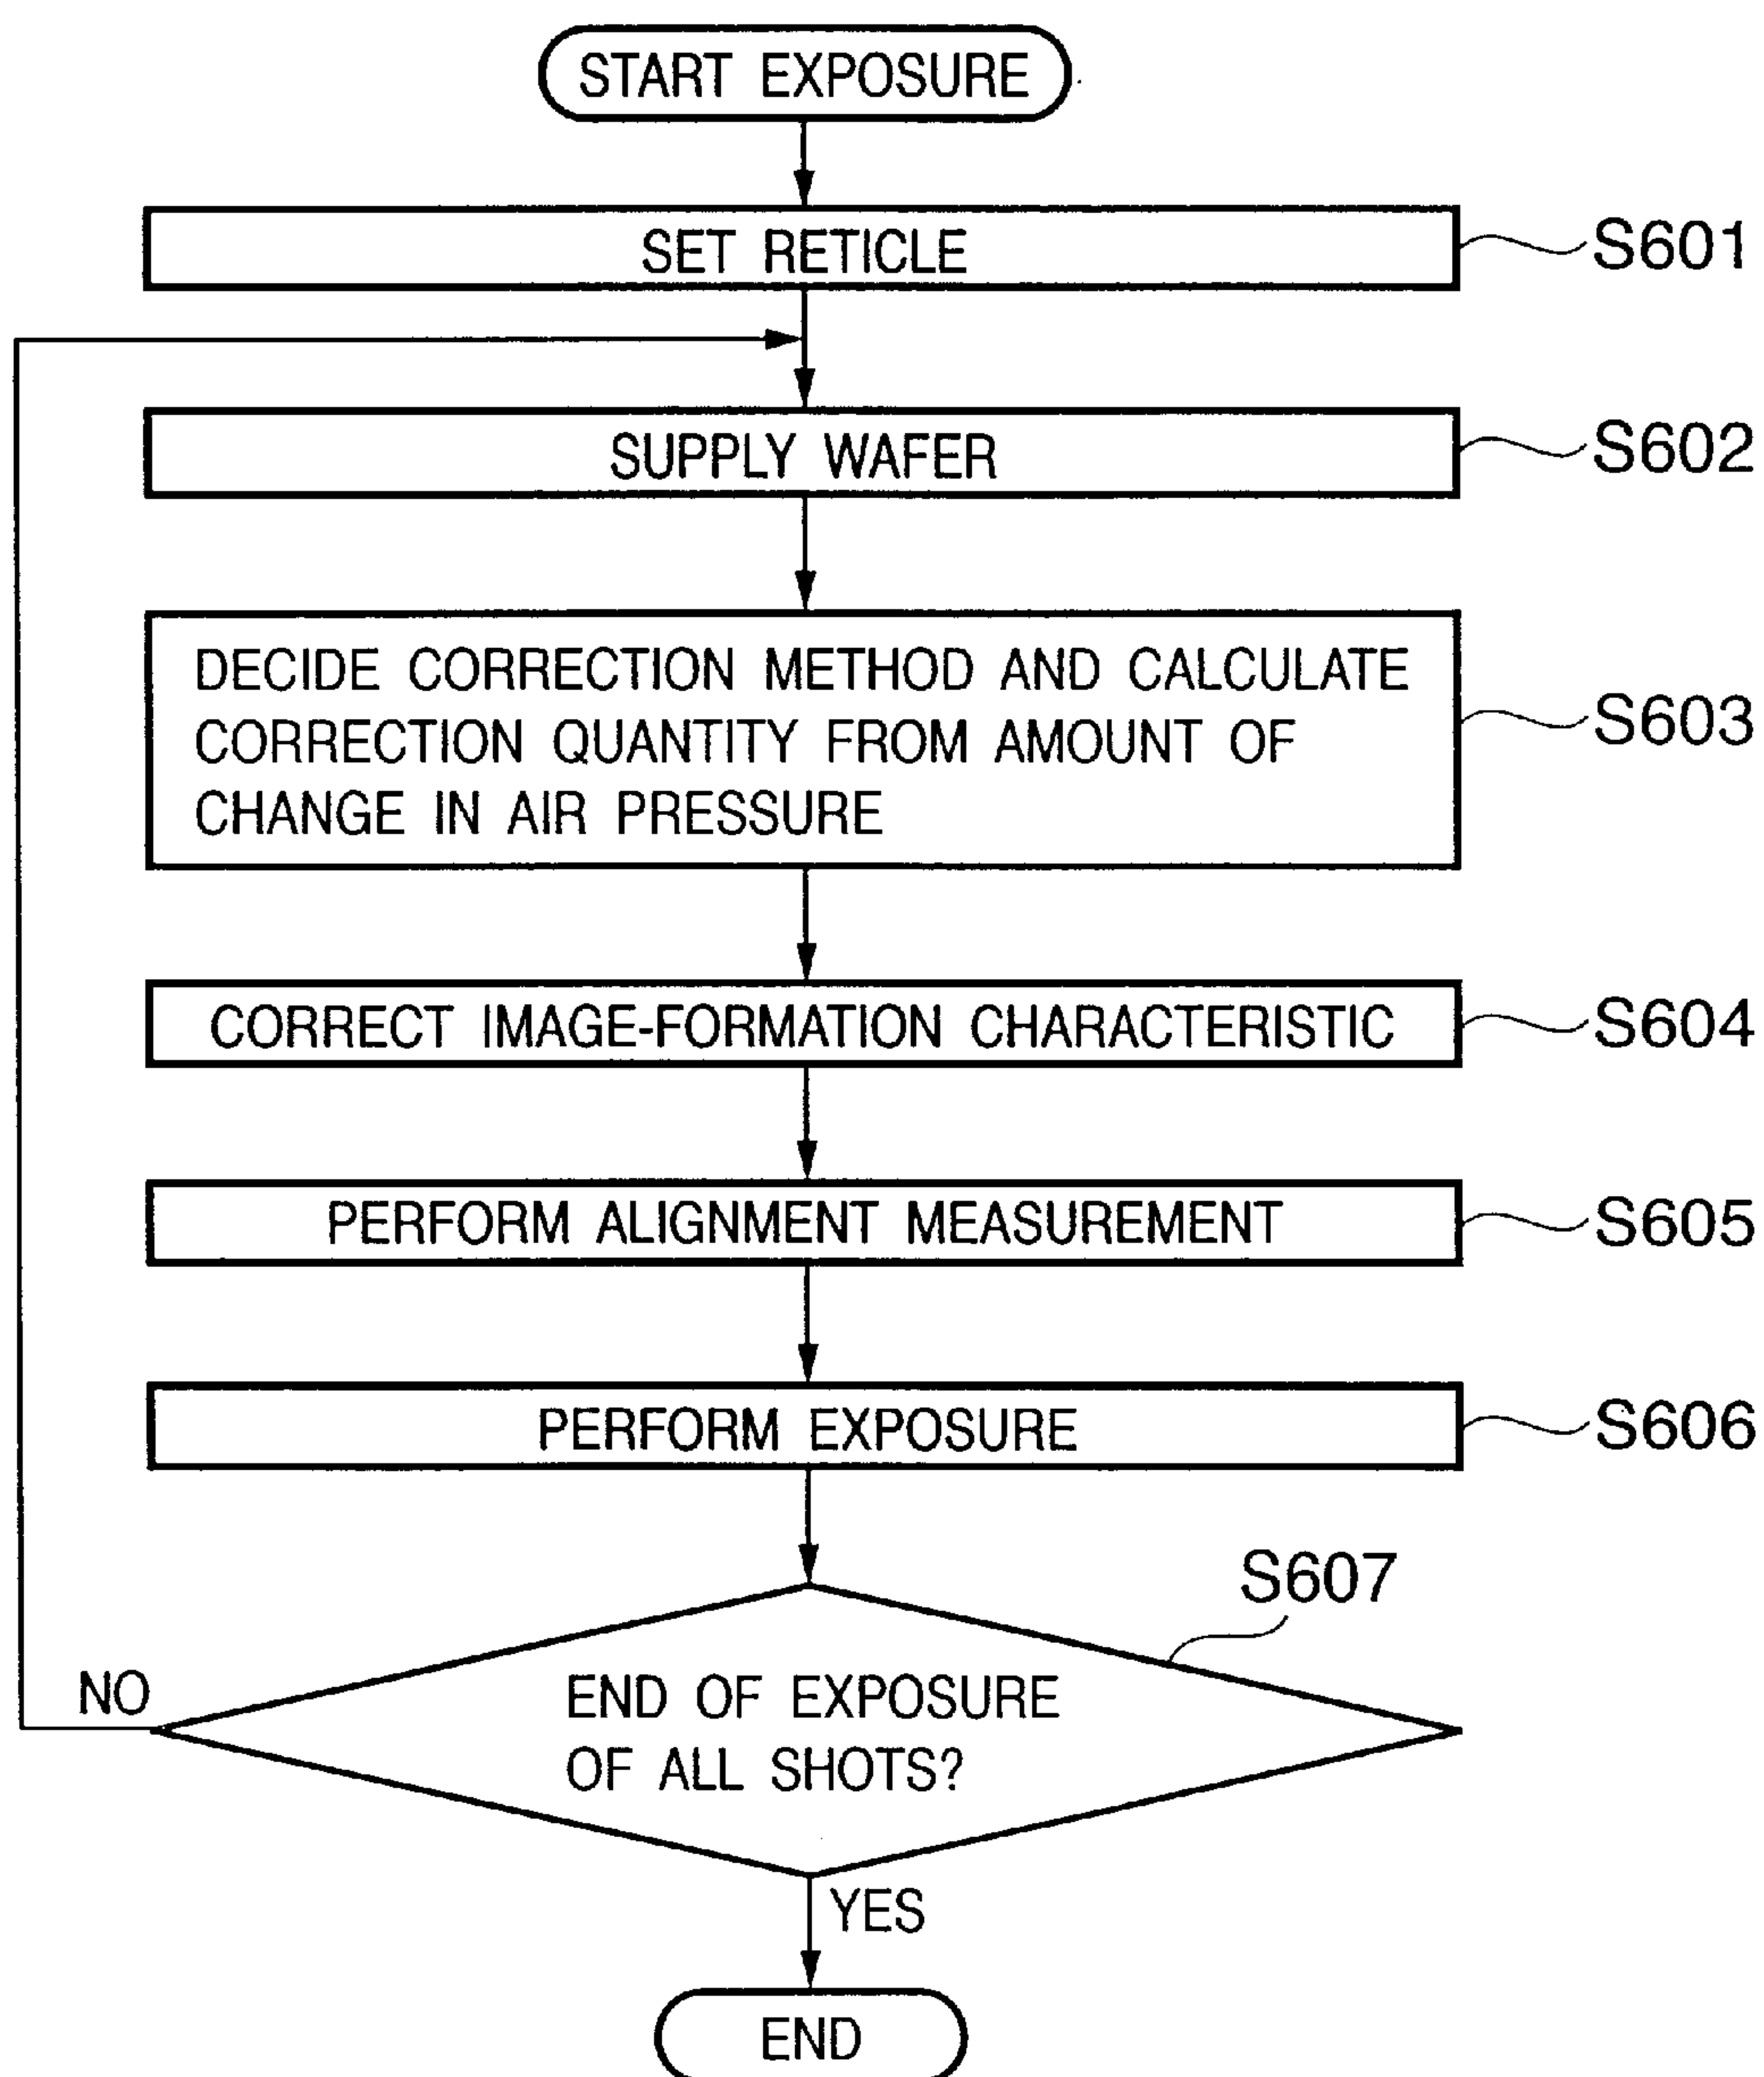 START EXPOSURE
SET RETICLE
S601
SUPPLY WAFER
S602
DECIDE CORRECTION METHOD AND CALCULATE
CORRECTION QUANTITY FROM AMOUNT OF
CHANGE IN AIR PRESSURE
S603
CORRECT IMAGE-FORMATION CHARACTERISTIC
S604
PERFORM ALIGNMENT MEASUREMENT
S605
PERFORM EXPOSURE
S606
S607
NO
END OF EXPOSURE
OF ALL SHOTS?
YES
END